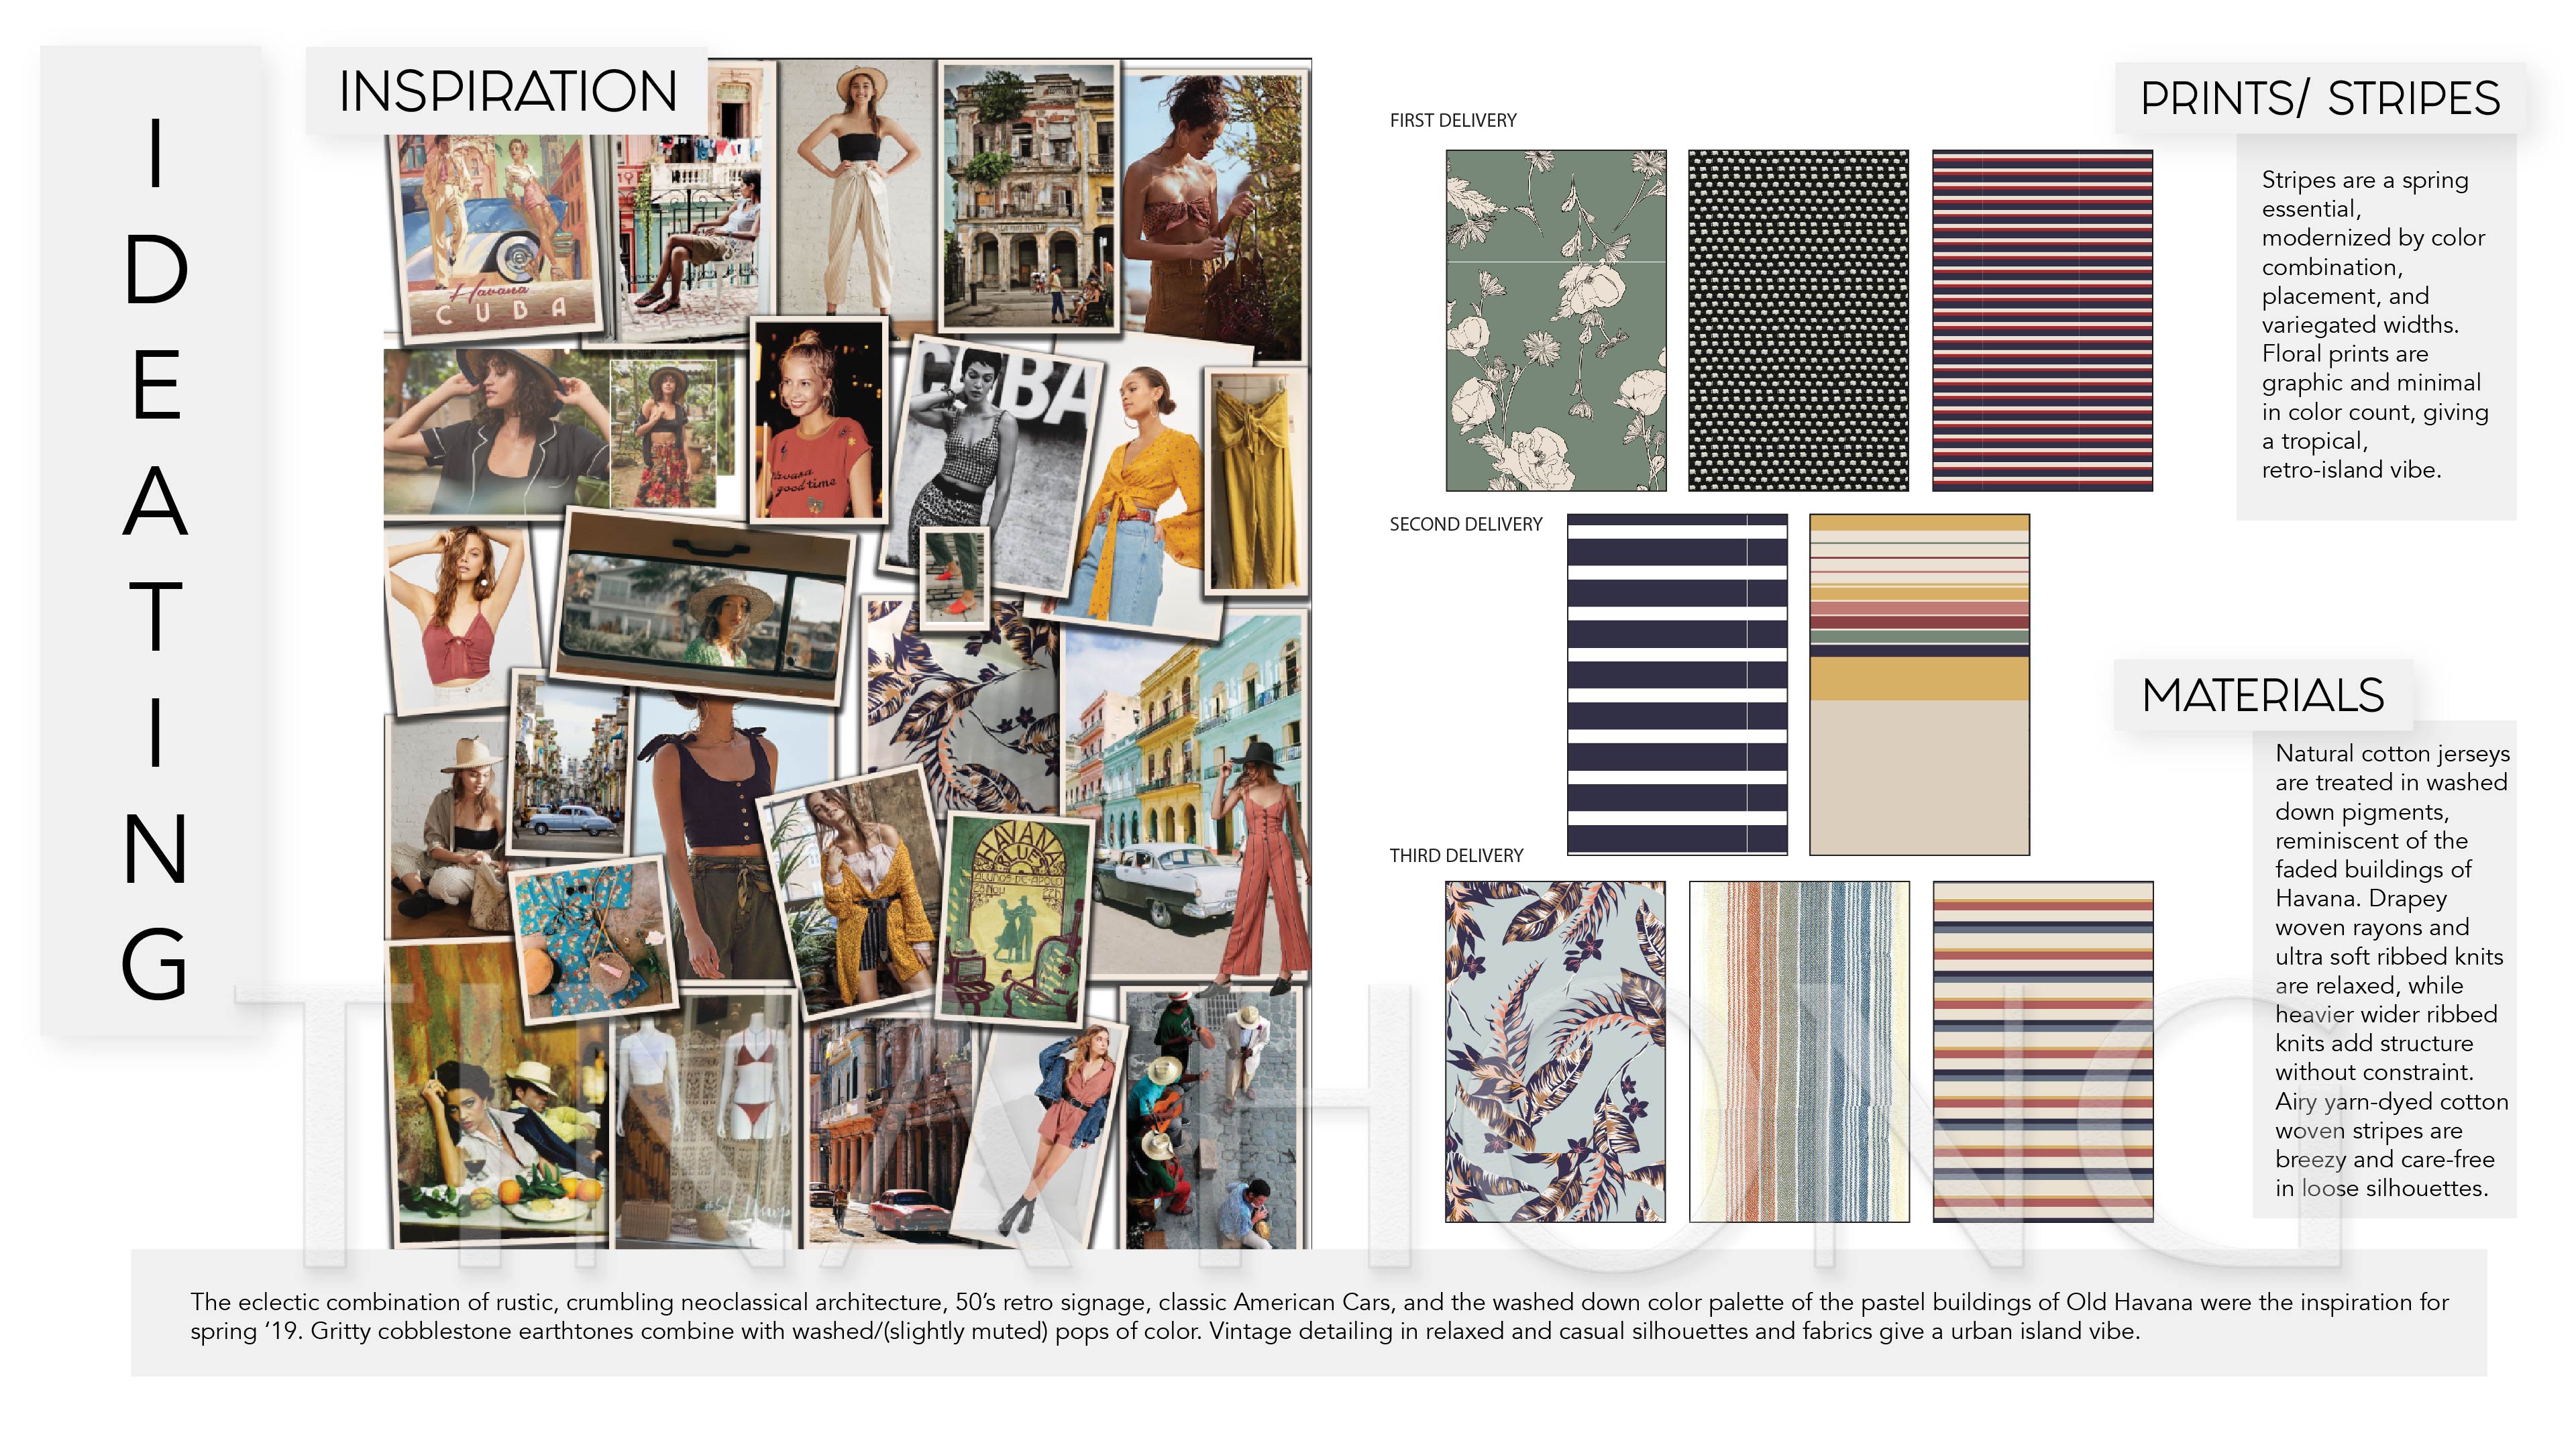 IDEATING
INSPIRATION
Havana
CUBA
CUBA
Havana
good time
HAVANA
BLUES
FIRST DELIVERY
SECOND DELIVERY
THIRD DELIVERY
PRINTS/ STRIPES
Stripes are a spring
essential,
modernized by color
combination,
placement, and
variegated widths.
Floral prints are
graphic and minimal
in color count, giving
a tropical,
retro-island vibe.
MATERIALS
Natural cotton jerseys
are treated in washed
down pigments,
reminiscent of the
faded buildings of
Havana. Drapey
woven rayons and
ultra soft ribbed knits
are relaxed, while
heavier wider ribbed
knits add structure
without constraint.
Airy yarn-dyed cotton
woven stripes are
breezy and care-free
in loose silhouettes.
TINA HONG
The eclectic combination of rustic, crumbling neoclassical architecture, 50’s retro signage, classic American Cars, and the washed down color palette of the pastel buildings of Old Havana were the inspiration for
spring ‘19. Gritty cobblestone earthtones combine with washed/(slightly muted) pops of color. Vintage detailing in relaxed and casual silhouettes and fabrics give a urban island vibe.